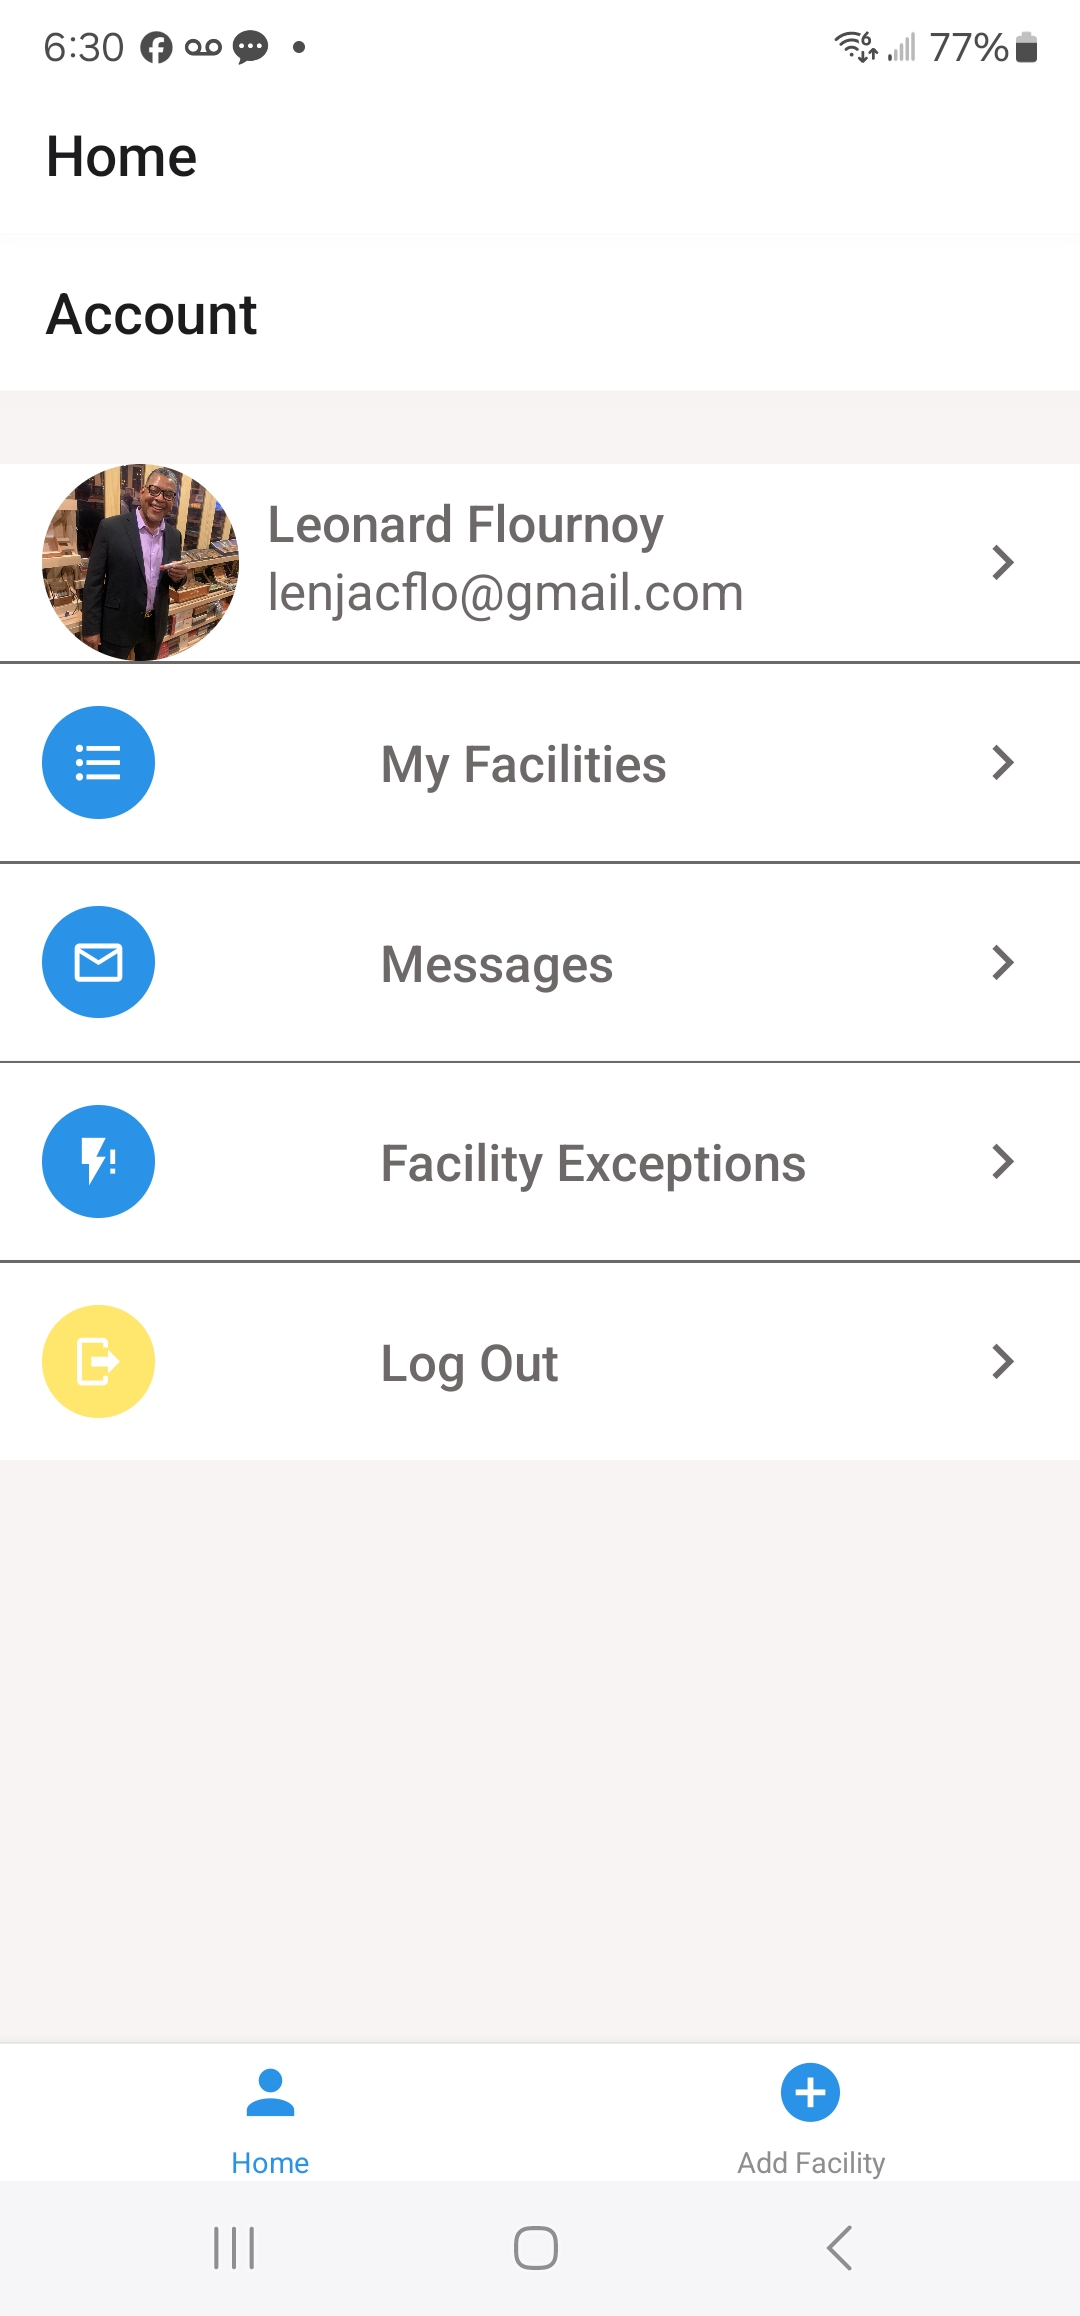 6:30
77%
Home
Account
Leonard Flournoy
lenjacflo@gmail.com
My Facilities
Messages
Facility Exceptions
Log Out
Home
Add Facility